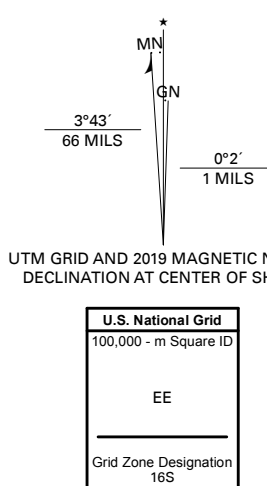 ★
MN
GN
3°43´
66 MILS
0°2´
1 MILS
UTM GRID AND 2019 MAGNETIC N
DECLINATION AT CENTER OF SH
U.S. National Grid
100,000 - m Square ID
EE
Grid Zone Designation
16S